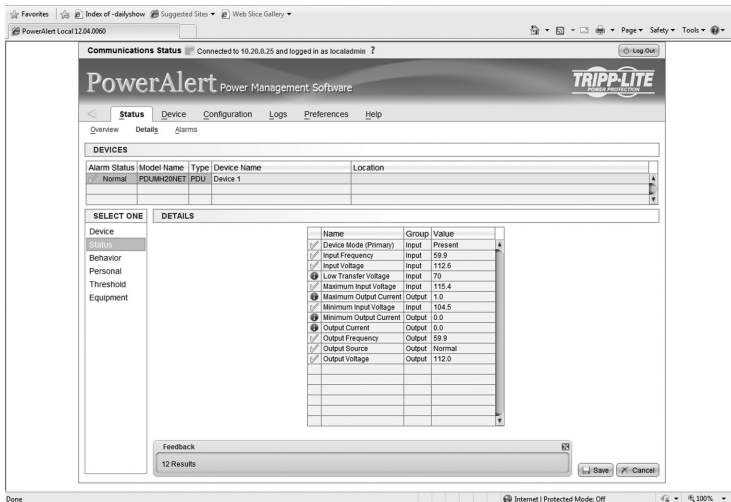 Favorites Index of -dailyshow Suggested Sites Web Slice Gallery
PowerAlert Local 12.04.0060 Page Safety Tools
Communications Status Connected to 10.20.0.25 and logged in as localadmin ? Log Out
PowerAlert Power Management Software TRIPP·LITE
POWER PROTECTION
Status Device Configuration Logs Preferences Help
Overview Details Alarms
DEVICES
Alarm Status Model Name Type Device Name Location
Normal PDUMH20NET PDU Device 1
SELECT ONE
Device
Status
Behavior
Personal
Threshold
Equipment
DETAILS
Name Group Value
Device Mode (Primary) Input Present
Input Frequency Input 59.9
Input Voltage Input 112.6
Low Transfer Voltage Input 70
Maximum Input Voltage Input 115.4
Maximum Output Current Output 1.0
Minimum Input Voltage Input 104.5
Minimum Output Current Output 0.0
Output Current Output 0.0
Output Frequency Output 59.9
Output Source Output Normal
Output Voltage Output 112.0
Feedback
12 Results
Save Cancel
Done Internet | Protected Mode: Off 100%